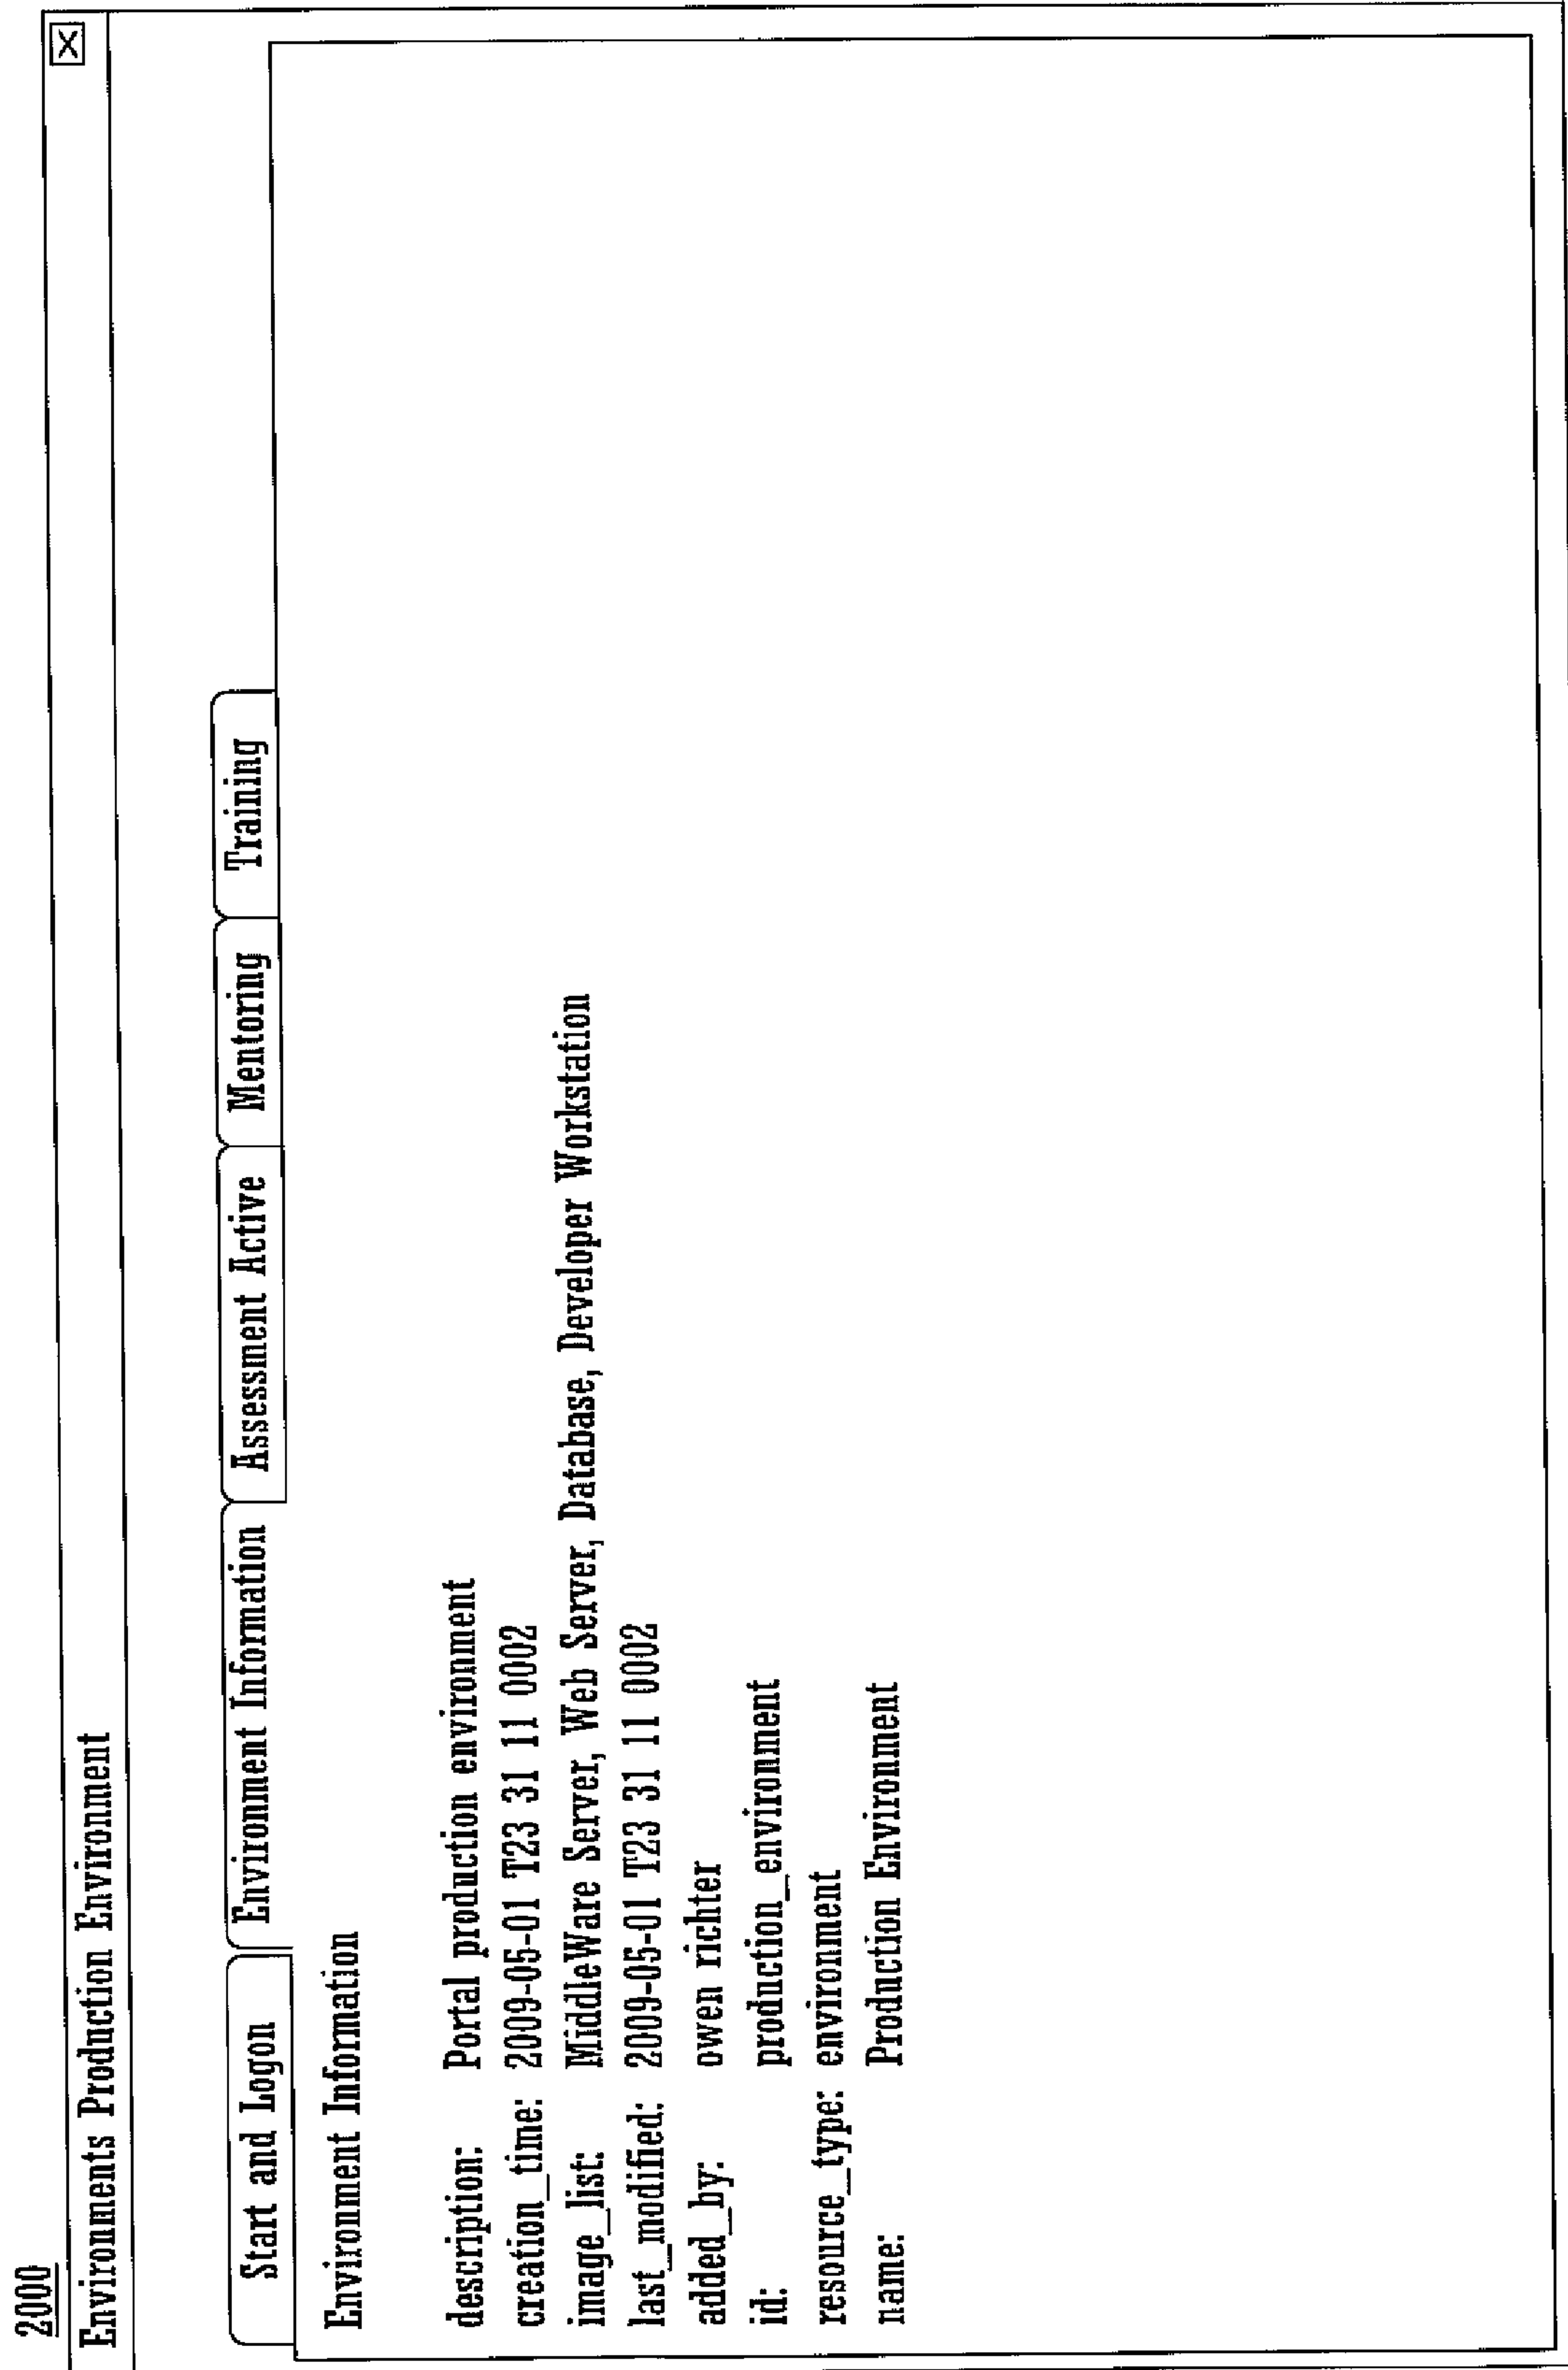 2000
Environments Production Environment
X
Start and Logon Environment Information Assessment Active Mentoring Training
Environment Information
description: Portal production environment
creation_time: 2009-05-01 T23 31 11 0002
image_list: MiddleWare Server, Web Server, Database, Developer Workstation
last_modified: 2009-05-01 T23 31 11 0002
added_by: owen richter
id: production_environment
resource_type: environment
name: Production Environment